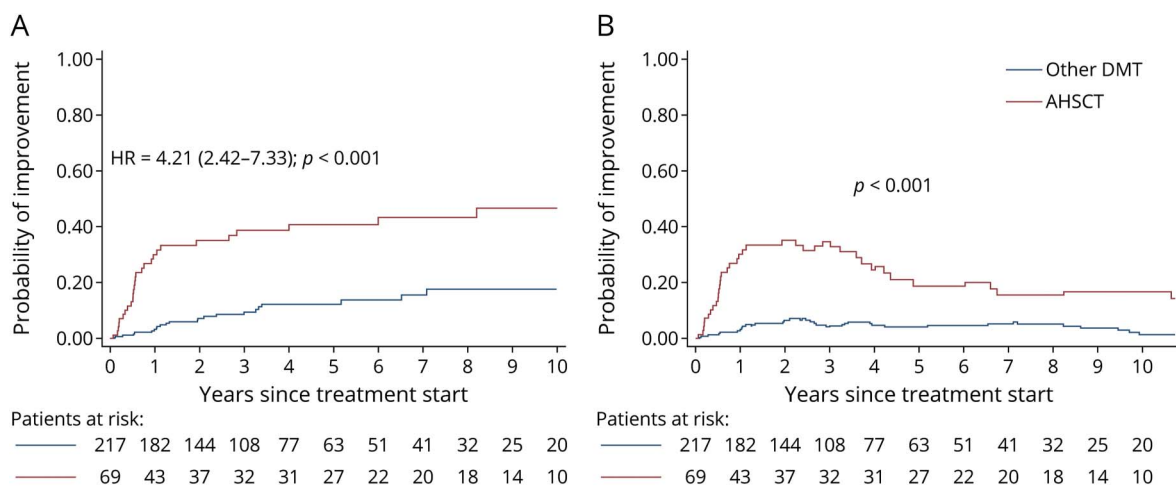 A
Probability of improvement
1.00
0.80
0.60
0.40
0.20
0.00
HR = 4.21 (2.42–7.33); p < 0.001
0 1 2 3 4 5 6 7 8 9 10
Years since treatment start
Patients at risk:
217 182 144 108 77 63 51 41 32 25 20
69 43 37 32 31 27 22 20 18 14 10
B
Probability of improvement
1.00
0.80
0.60
0.40
0.20
0.00
Other DMT
AHSCT
p < 0.001
0 1 2 3 4 5 6 7 8 9 10
Years since treatment start
Patients at risk:
217 182 144 108 77 63 51 41 32 25 20
69 43 37 32 31 27 22 20 18 14 10